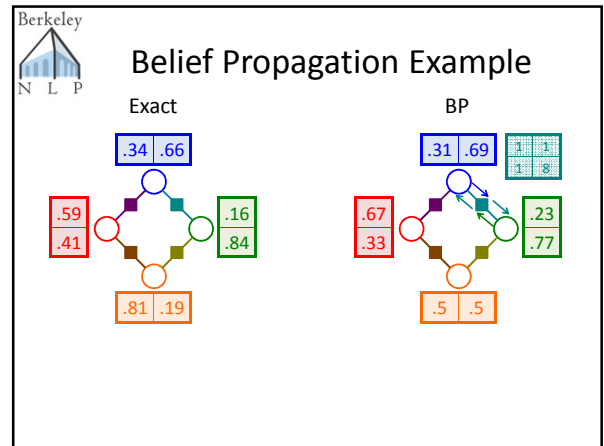 Berkeley
N L P
Belief Propagation Example
Exact
BP
.34 .66
.31 .69
1 1
1 8
.59
.41
.16
.84
.67
.33
.23
.77
.81 .19
.5 .5